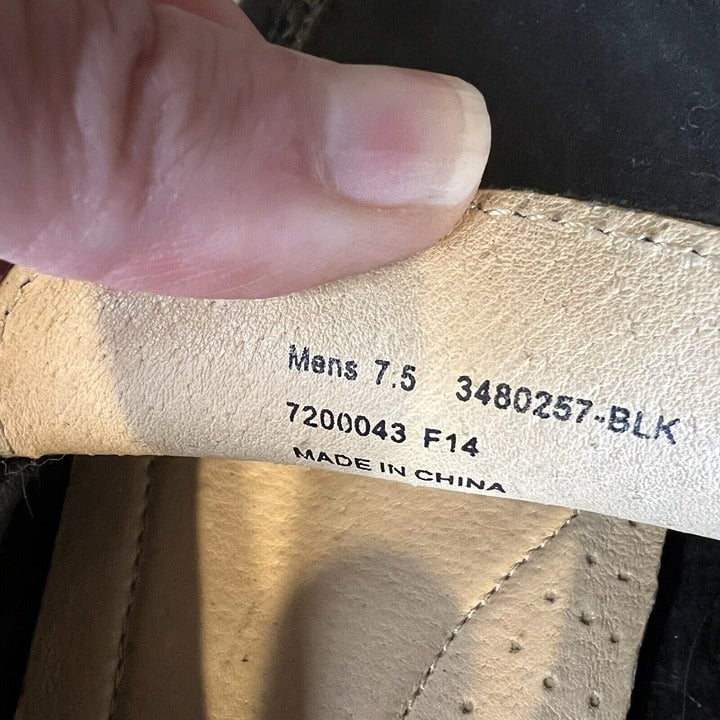 Mens 7.5 3480257-BLK
7200043 F14
MADE IN CHINA